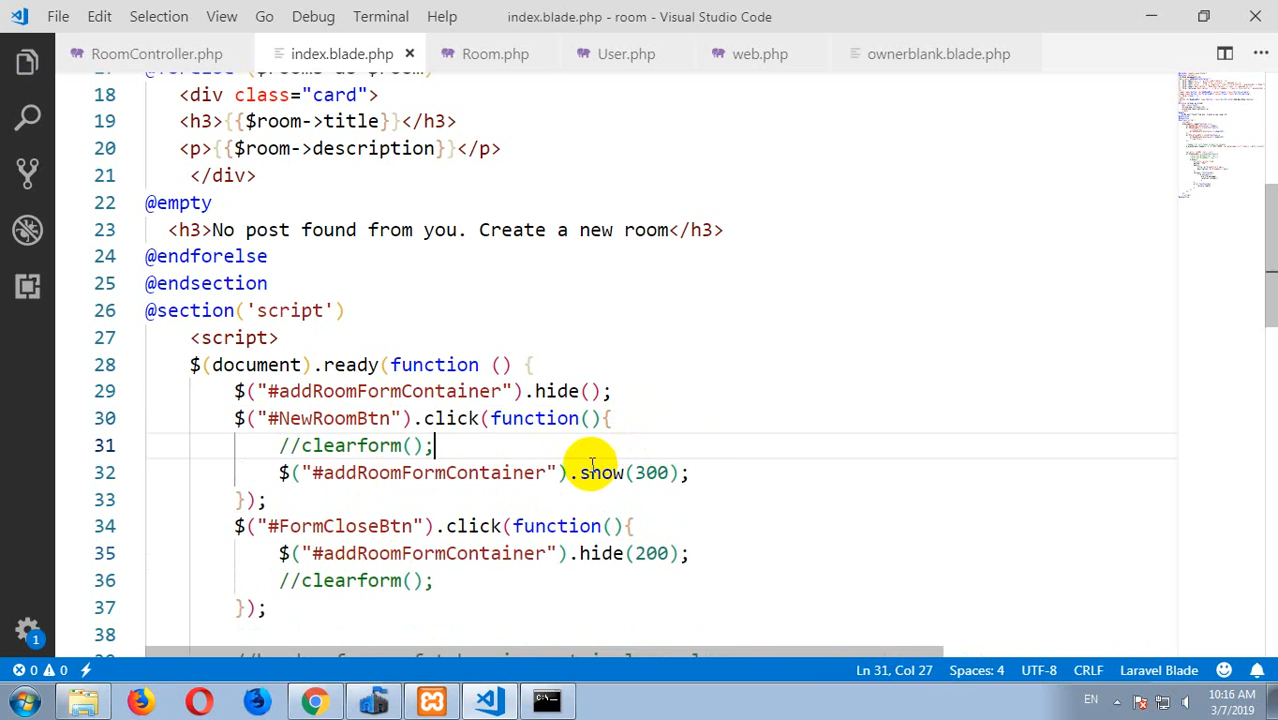 File Edit Selection View Go Debug Terminal Help index.blade.php - room - Visual Studio Code
RoomController.php index.blade.php Room.php User.php web.php ownerblank.blade.php
18 <div class="card">
19 <h3>{{$room->title}}</h3>
20 <p>{{$room->description}}</p>
21 </div>
22 @empty
23 <h3>No post found from you. Create a new room</h3>
24 @endforelse
25 @endsection
26 @section('script')
27 <script>
28 $(document).ready(function () {
29 $("#addRoomFormContainer").hide();
30 $("#NewRoomBtn").click(function(){
31 //clearform();
32 $("#addRoomFormContainer").show(300);
33 });
34 $("#FormCloseBtn").click(function(){
35 $("#addRoomFormContainer").hide(200);
36 //clearform();
37 });
38
1
0 0 Ln 31, Col 27 Spaces: 4 UTF-8 CRLF Laravel Blade
EN 10:16 AM
3/7/2019